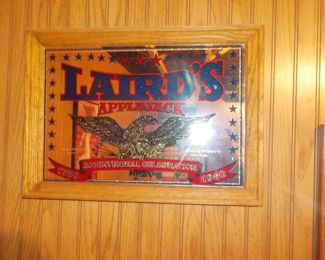 LAIRD'S
APPLEJACK
BICENTENNIAL CELEBRATION
1780 1980